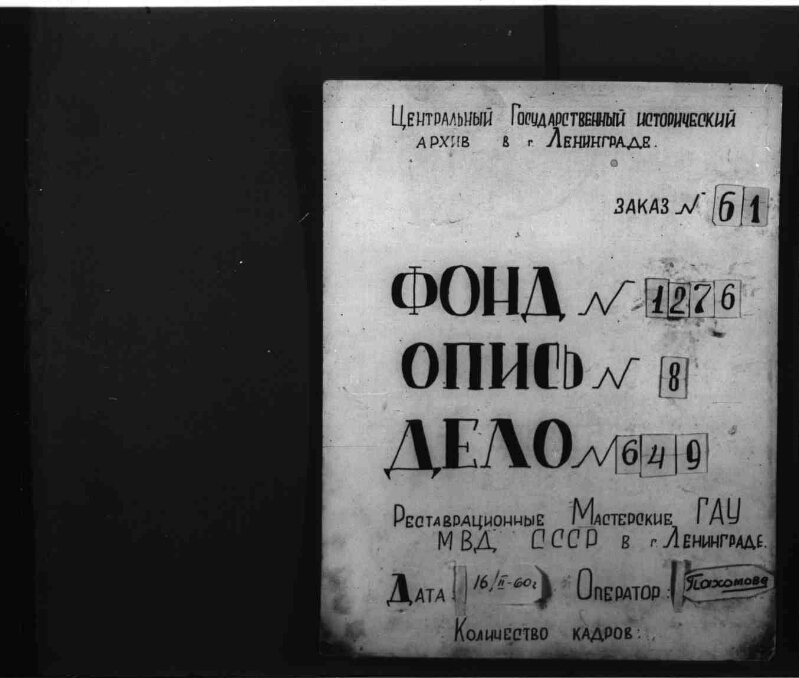 Центральный Государственный исторический
архив в г. Ленинграде.
заказ № 61
ФОНД № 1276
ОПИСЬ № 8
ДЕЛО № 649
Реставрационные Мастерские ГАУ
МВД СССР в г. Ленинграде.
Дата: 16/II-60г Оператор: Пахомова
Количество кадров: